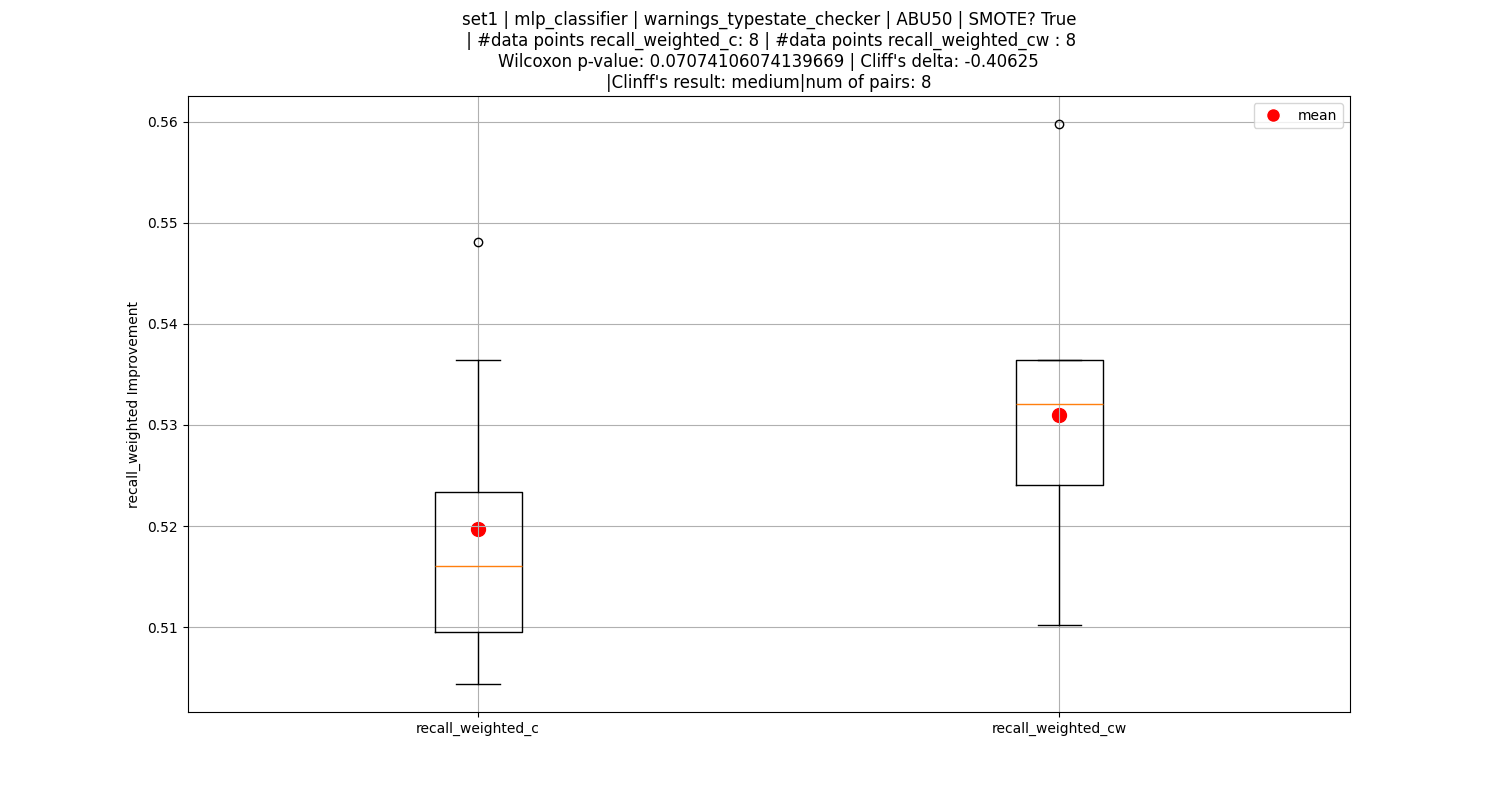 set1 | mlp_classifier | warnings_typestate_checker | ABU50 | SMOTE? True
| #data points recall_weighted_c: 8 | #data points recall_weighted_cw : 8
Wilcoxon p-value: 0.07074106074139669 | Cliff's delta: -0.40625
|Clinff's result: medium|num of pairs: 8
mean
0.56
0.55
0.54
0.53
0.52
0.51
recall_weighted Improvement
recall_weighted_c
recall_weighted_cw